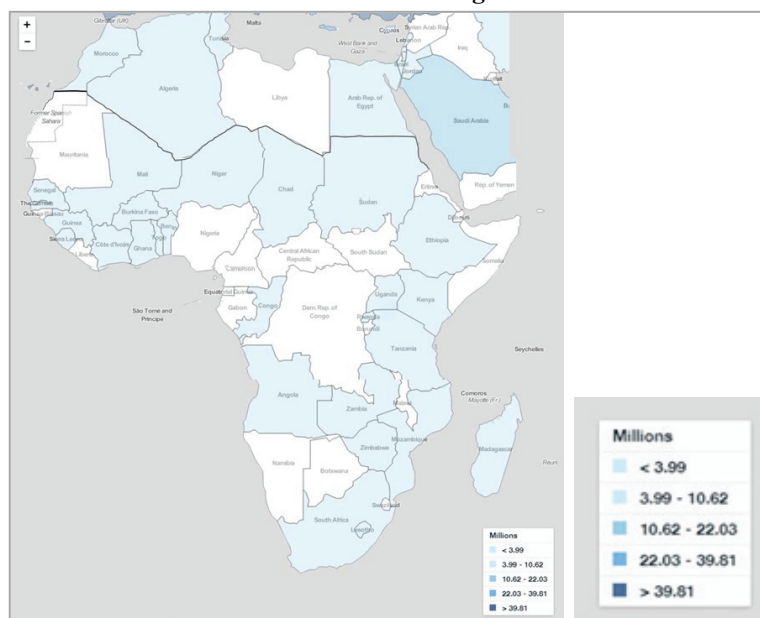 +
−
Gibraltar (UK)
Malta
Tunisia
Cyprus
Syrian Arab Rep.
Lebanon
West Bank and
Gaza
Iraq
Morocco
Israel
Jordan
Kuwait
Algeria
Libya
Arab Rep. of
Egypt
Saudi Arabia
Former Spanish
Sahara
Mauritania
Mali
Niger
Chad
Sudan
Eritrea
Rep. of Yemen
Senegal
The Gambia
Guinea-Bissau
Guinea
Burkina Faso
Benin
Djibouti
Sierra Leone
Côte d'Ivoire
Ghana
Togo
Nigeria
Ethiopia
Liberia
Central African
Republic
South Sudan
Somalia
Cameroon
Equatorial Guinea
Gabon
Congo
Dem Rep. of
Congo
Uganda
Kenya
Rwanda
Burundi
São Tomé and
Principe
Tanzania
Seychelles
Angola
Comoros
Mayotte (Fr.)
Malawi
Zambia
Mozambique
Zimbabwe
Madagascar
Namibia
Botswana
Swaziland
South Africa
Lesotho
Millions
< 3.99
3.99 - 10.62
10.62 - 22.03
22.03 - 39.81
> 39.81
Millions
< 3.99
3.99 - 10.62
10.62 - 22.03
22.03 - 39.81
> 39.81